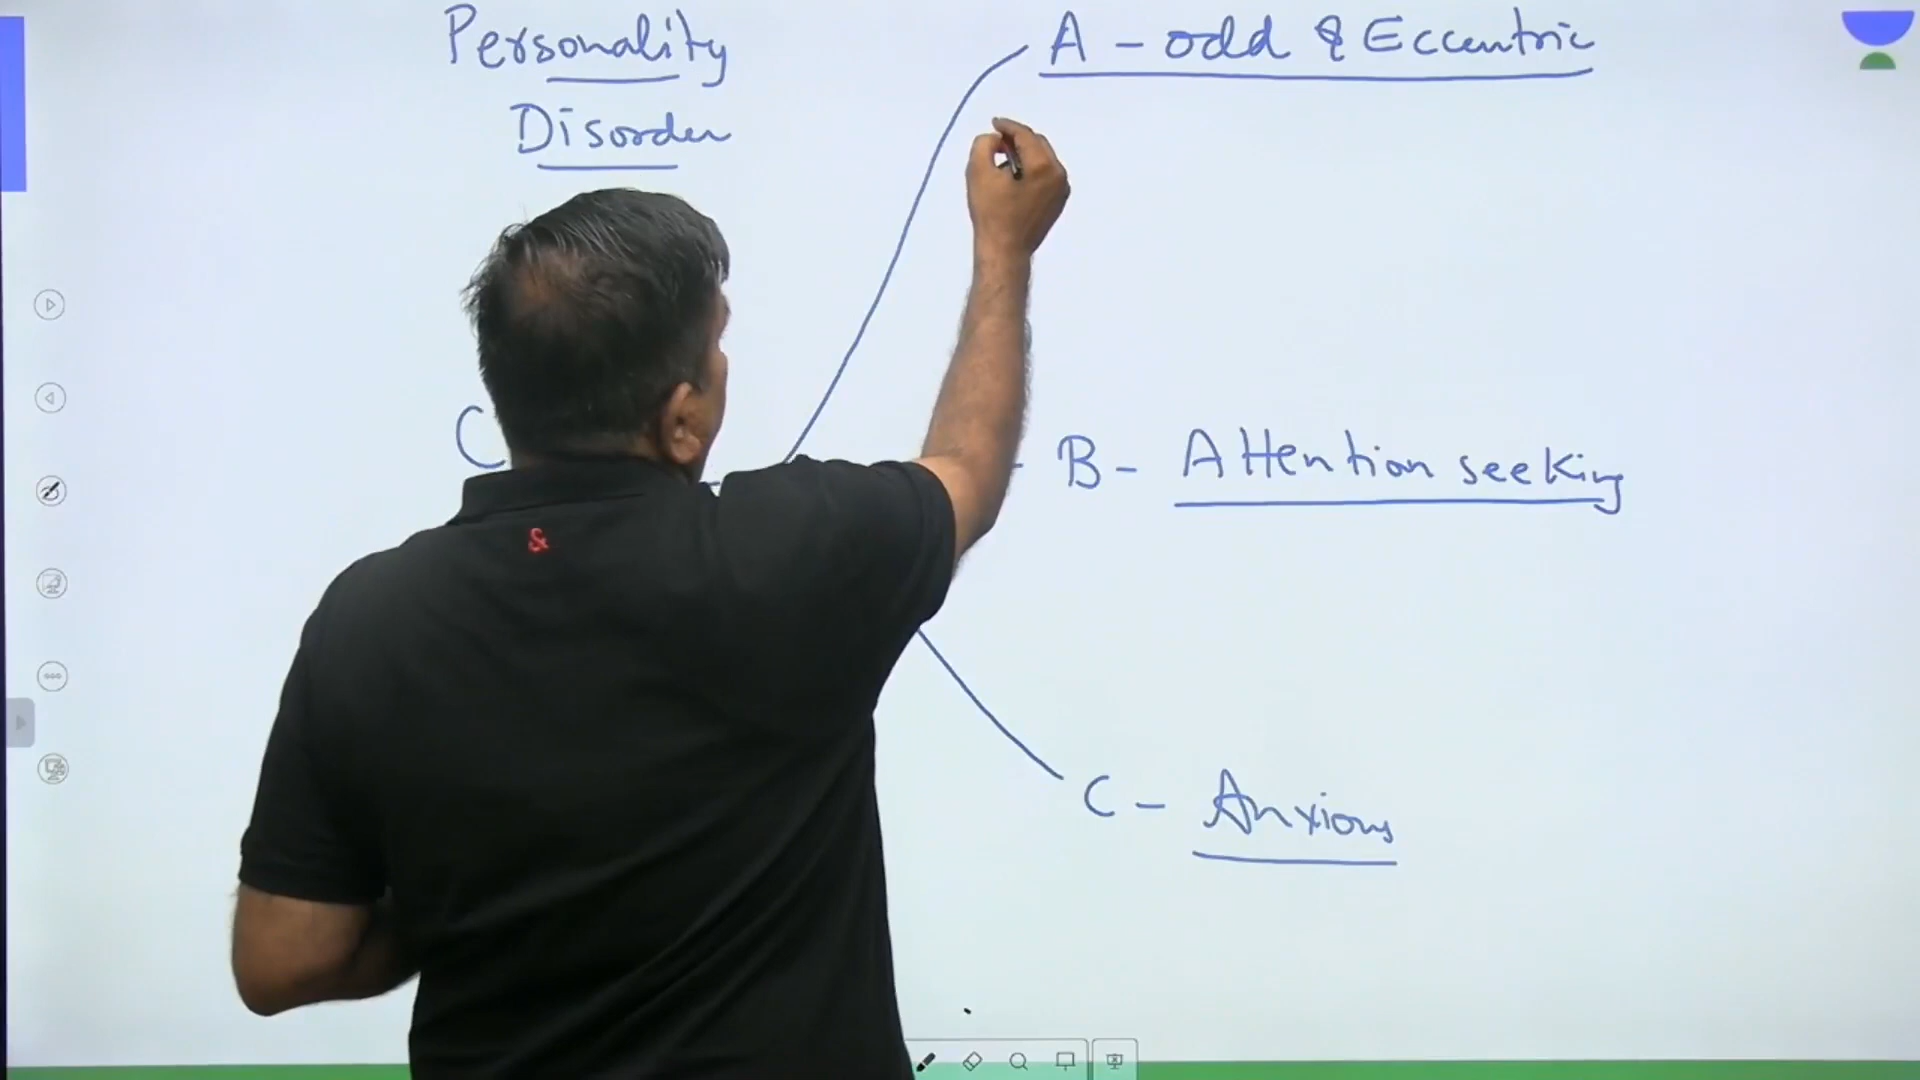 Personality
Disorder
A - odd & Eccentric
C
B - Attention seeking
C - Anxious
&